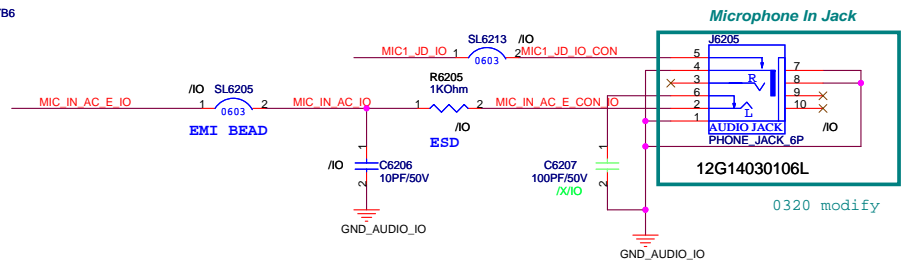 /B6
Microphone In Jack
J6205
SL6213
/IO
MIC1_JD_IO 1
2 MIC1_JD_IO_CON
0603
5
4
3
6
2
1
R
L
7
8
9
10
AUDIO JACK
/IO
PHONE_JACK_6P
12G14030106L
0320 modify
/IO
SL6205
MIC_IN_AC_E_IO
1
2
0603
EMI BEAD
MIC_IN_AC_IO
R6205
1KOhm
1
2
MIC_IN_AC_E_CON_IO
/IO
ESD
1
/IO
C6206
10PF/50V
2
GND_AUDIO_IO
1
C6207
100PF/50V
/X/IO
2
GND_AUDIO_IO